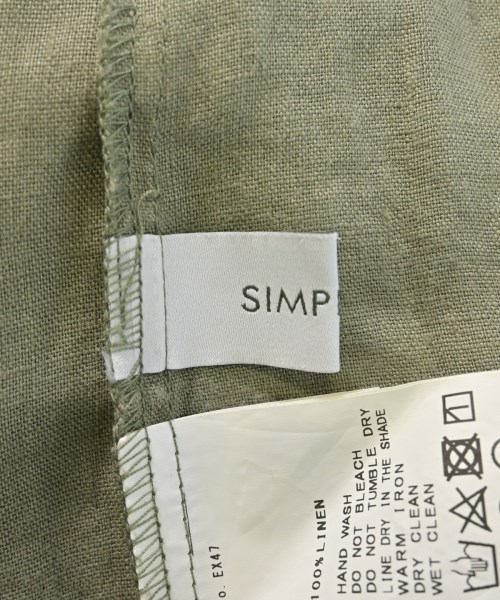 SIMP
o. EX47
100% LINEN
HAND WASH
DO NOT BLEACH
DO NOT TUMBLE DRY
LINE DRY IN THE SHADE
WARM IRON
DRY CLEAN
WET CLEAN